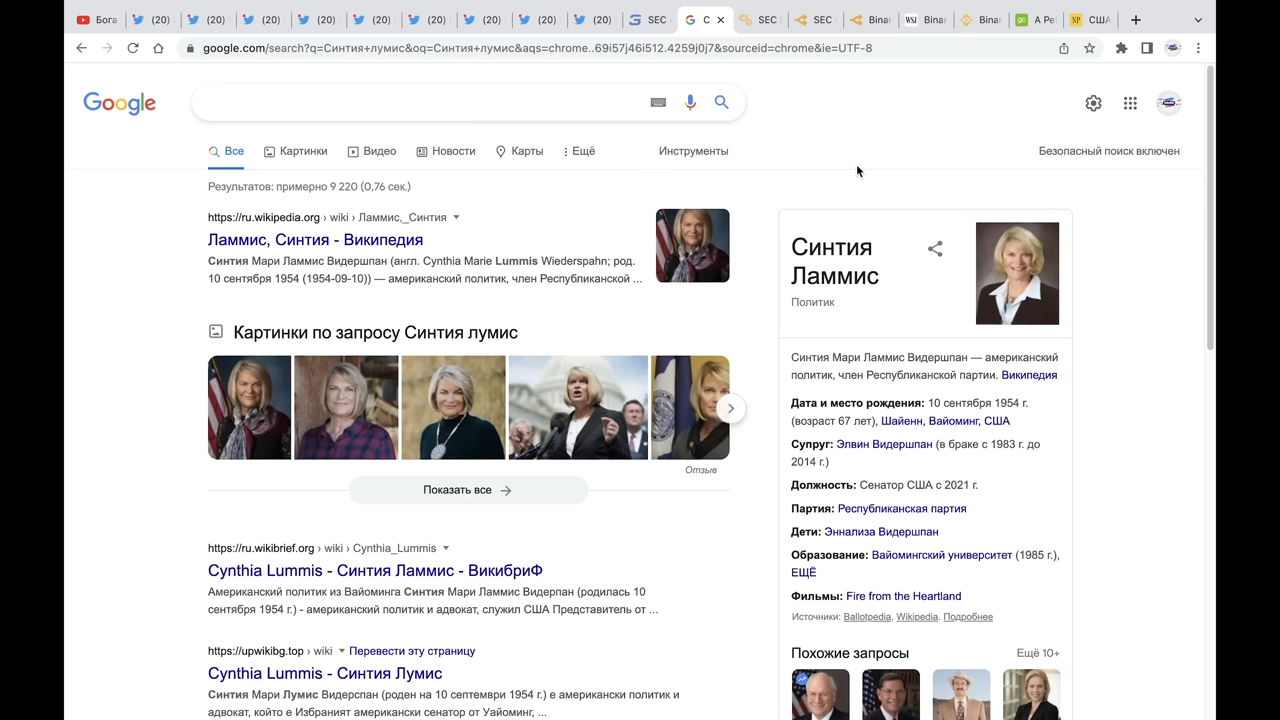 Бога
(20)
(20)
(20)
(20)
(20)
(20)
(20)
(20)
(20)
SEC
С
SEC
SEC
Binar
Binar
Binar
A Pe
США
google.com/search?q=Синтия+лумис&oq=Синтия+лумис&aqs=chrome..69i57j46i512.4259j0j7&sourceid=chrome&ie=UTF-8
Google
Все
Картинки
Видео
Новости
Карты
Ещё
Инструменты
Безопасный поиск включен
Результатов: примерно 9 220 (0,76 сек.)
https://ru.wikipedia.org › wiki › Ламмис,_Синтия
Ламмис, Синтия - Википедия
Синтия Мари Ламмис Видершпан (англ. Cynthia Marie Lummis Wiederspahn; род.
10 сентября 1954 (1954-09-10)) — американский политик, член Республиканской ...
Картинки по запросу Синтия лумис
Отзыв
Показать все
https://ru.wikibrief.org › wiki › Cynthia_Lummis
Cynthia Lummis - Синтия Ламмис - ВикибриФ
Американский политик из Вайоминга Синтия Мари Ламмис Видерпан (родилась 10
сентября 1954 г.) - американский политик и адвокат, служил США Представитель от ...
https://upwikibg.top › wiki
Перевести эту страницу
Cynthia Lummis - Синтия Лумис
Синтия Мари Лумис Видерспан (роден на 10 септември 1954 г.) е американски политик и
адвокат, който е Избраният американски сенатор от Уайоминг, ...
Синтия
Ламмис
Политик
Синтия Мари Ламмис Видершпан — американский
политик, член Республиканской партии. Википедия
Дата и место рождения: 10 сентября 1954 г.
(возраст 67 лет), Шайенн, Вайоминг, США
Супруг: Элвин Видершпан (в браке с 1983 г. до
2014 г.)
Должность: Сенатор США с 2021 г.
Партия: Республиканская партия
Дети: Эннализа Видершпан
Образование: Вайомингский университет (1985 г.),
ЕЩЁ
Фильмы: Fire from the Heartland
Источники: Ballotpedia, Wikipedia. Подробнее
Похожие запросы
Ещё 10+